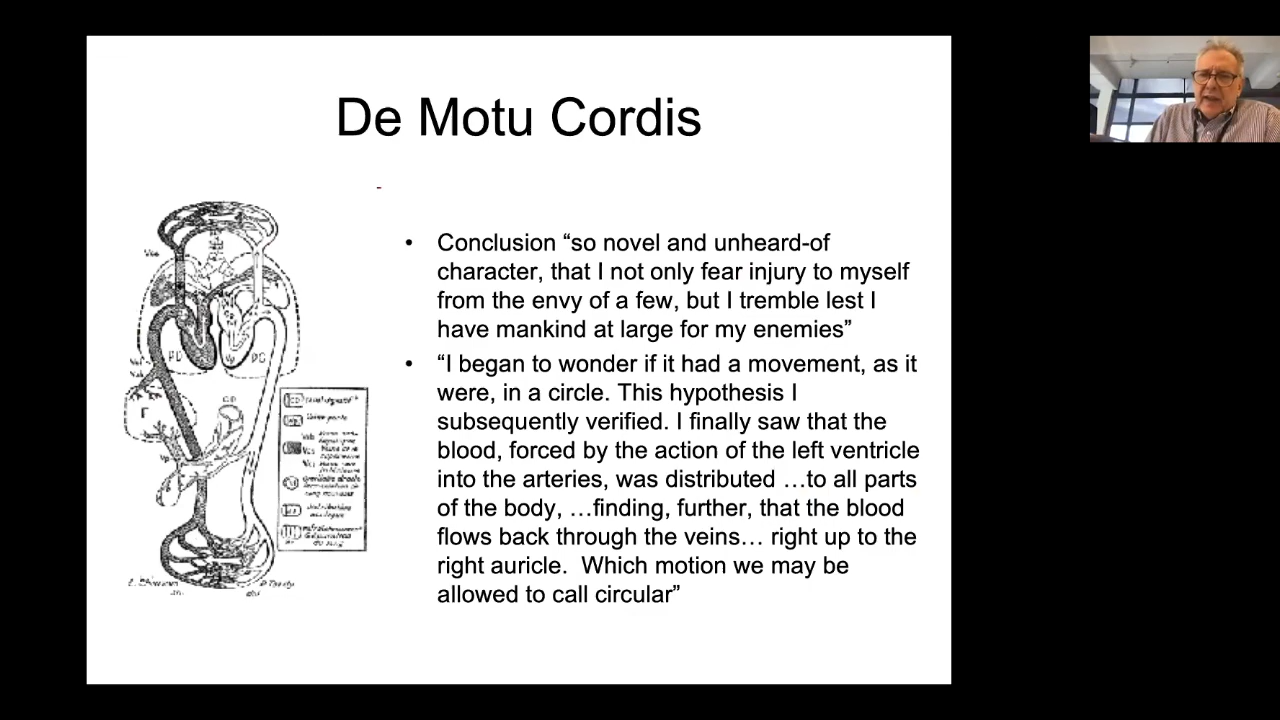 De Motu Cordis
• Conclusion “so novel and unheard-of
character, that I not only fear injury to myself
from the envy of a few, but I tremble lest I
have mankind at large for my enemies”
• “I began to wonder if it had a movement, as it
were, in a circle. This hypothesis I
subsequently verified. I finally saw that the
blood, forced by the action of the left ventricle
into the arteries, was distributed …to all parts
of the body, …finding, further, that the blood
flows back through the veins… right up to the
right auricle.  Which motion we may be
allowed to call circular”